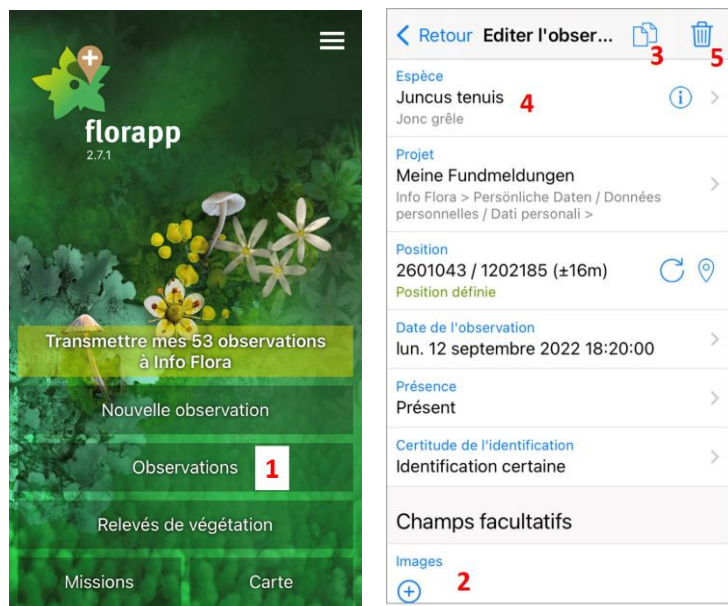 florapp
2.7.1
Transmettre mes 53 observations
à Info Flora
Nouvelle observation
Observations 1
Relevés de végétation
Missions Carte
Retour Editer l'obser... 3 5
Espèce
Juncus tenuis 4
Jonc grêle
Projet
Meine Fundmeldungen
Info Flora > Persönliche Daten / Données
personnelles / Dati personali >
Position
2601043 / 1202185 (±16m)
Position définie
Date de l'observation
lun. 12 septembre 2022 18:20:00
Présence
Présent
Certitude de l'identification
Identification certaine
Champs facultatifs
Images
2